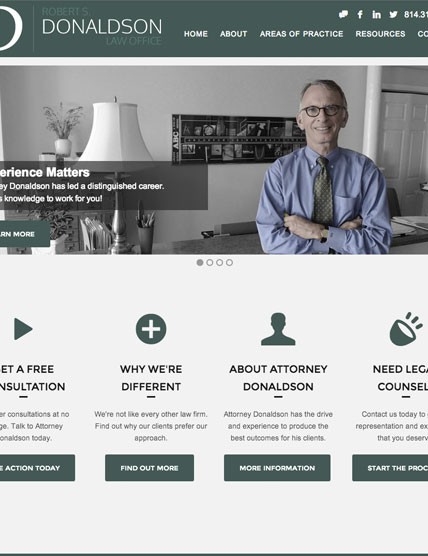 ROBERT S.
DONALDSON
LAW OFFICE
814.31
HOME ABOUT AREAS OF PRACTICE RESOURCES CO
perience Matters
ey Donaldson has led a distinguished career.
s knowledge to work for you!
ARN MORE
ABC
GET A FREE
ONSULTATION
er consultations at no
ge. Talk to Attorney
onaldson today.
E ACTION TODAY
WHY WE'RE
DIFFERENT
We're not like every other law firm.
Find out why our clients prefer our
approach.
FIND OUT MORE
ABOUT ATTORNEY
DONALDSON
Attorney Donaldson has the drive
and experience to produce the
best outcomes for his clients.
MORE INFORMATION
NEED LEGA
COUNSEL
Contact us today to
representation and ex
that you deserv
START THE PROC